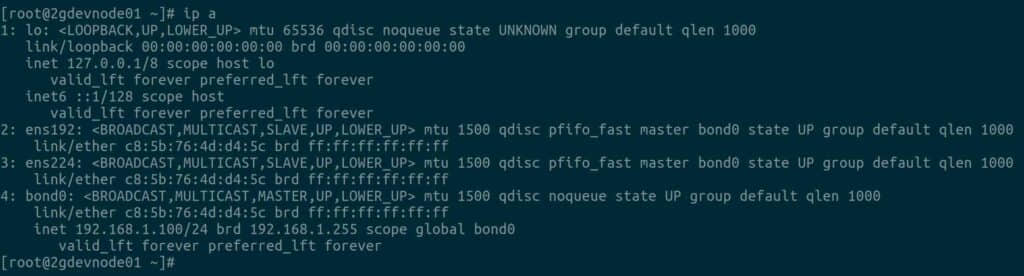 [root@2gdevnode01 ~]# ip a
1: lo: <LOOPBACK,UP,LOWER_UP> mtu 65536 qdisc noqueue state UNKNOWN group default qlen 1000
    link/loopback 00:00:00:00:00:00 brd 00:00:00:00:00:00
    inet 127.0.0.1/8 scope host lo
       valid_lft forever preferred_lft forever
    inet6 ::1/128 scope host
       valid_lft forever preferred_lft forever
2: ens192: <BROADCAST,MULTICAST,SLAVE,UP,LOWER_UP> mtu 1500 qdisc pfifo_fast master bond0 state UP group default qlen 1000
    link/ether c8:5b:76:4d:d4:5c brd ff:ff:ff:ff:ff:ff
3: ens224: <BROADCAST,MULTICAST,SLAVE,UP,LOWER_UP> mtu 1500 qdisc pfifo_fast master bond0 state UP group default qlen 1000
    link/ether c8:5b:76:4d:d4:5c brd ff:ff:ff:ff:ff:ff
4: bond0: <BROADCAST,MULTICAST,MASTER,UP,LOWER_UP> mtu 1500 qdisc noqueue state UP group default qlen 1000
    link/ether c8:5b:76:4d:d4:5c brd ff:ff:ff:ff:ff:ff
    inet 192.168.1.100/24 brd 192.168.1.255 scope global bond0
       valid_lft forever preferred_lft forever
[root@2gdevnode01 ~]#